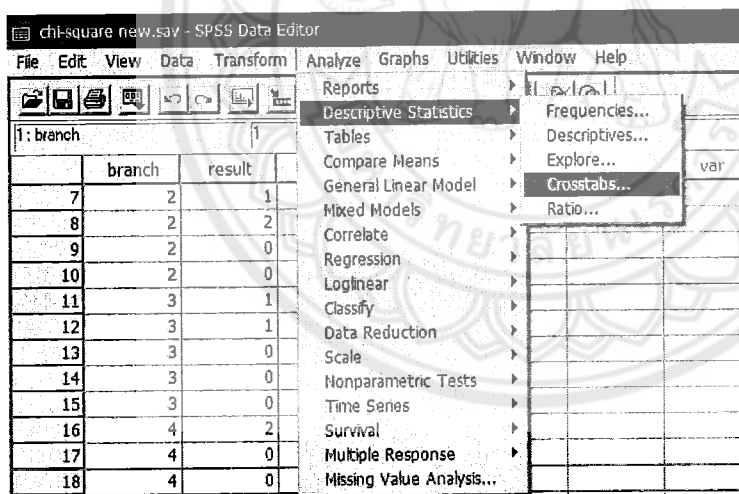 chi-square new.sav - SPSS Data Editor
File Edit View Data Transform Analyze Graphs Utilities Window Help
1 : branch 1
branch result var
7 2 1
8 2 2
9 2 0
10 2 0
11 3 1
12 3 1
13 3 0
14 3 0
15 3 0
16 4 2
17 4 0
18 4 0
Reports
Descriptive Statistics
Tables
Compare Means
General Linear Model
Mixed Models
Correlate
Regression
Loglinear
Classify
Data Reduction
Scale
Nonparametric Tests
Time Series
Survival
Multiple Response
Missing Value Analysis...
Frequencies...
Descriptives...
Explore...
Crosstabs...
Ratio...